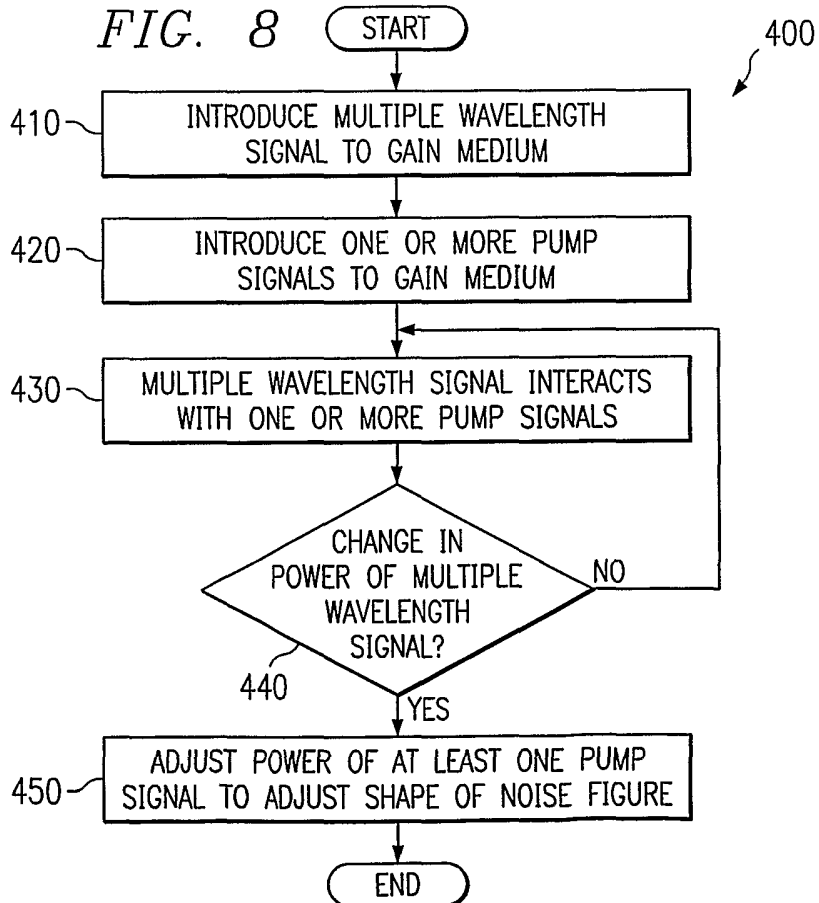 FIG. 8
START
400
410
INTRODUCE MULTIPLE WAVELENGTH
SIGNAL TO GAIN MEDIUM
420
INTRODUCE ONE OR MORE PUMP
SIGNALS TO GAIN MEDIUM
430
MULTIPLE WAVELENGTH SIGNAL INTERACTS
WITH ONE OR MORE PUMP SIGNALS
CHANGE IN
POWER OF MULTIPLE
WAVELENGTH
SIGNAL?
NO
440
YES
450
ADJUST POWER OF AT LEAST ONE PUMP
SIGNAL TO ADJUST SHAPE OF NOISE FIGURE
END